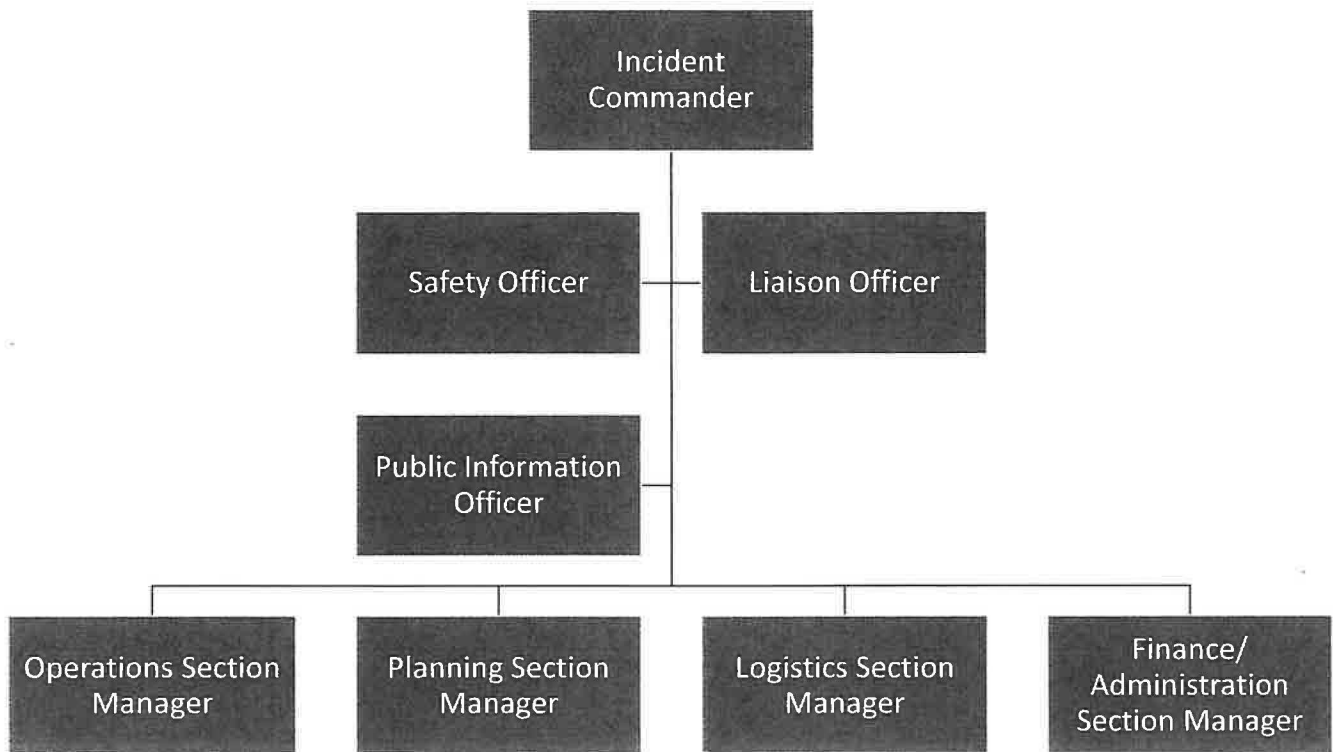 Incident
Commander
Safety Officer
Liaison Officer
Public Information
Officer
Operations Section
Manager
Planning Section
Manager
Logistics Section
Manager
Finance/
Administration
Section Manager